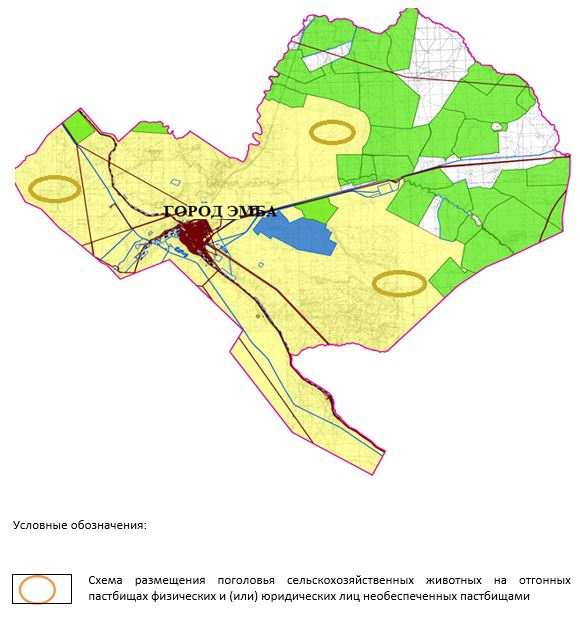 ГОРОД ЭМБА
Условные обозначения:
Схема размещения поголовья сельскохозяйственных животных на отгонных
пастбищах физических и (или) юридических лиц необеспеченных пастбищами